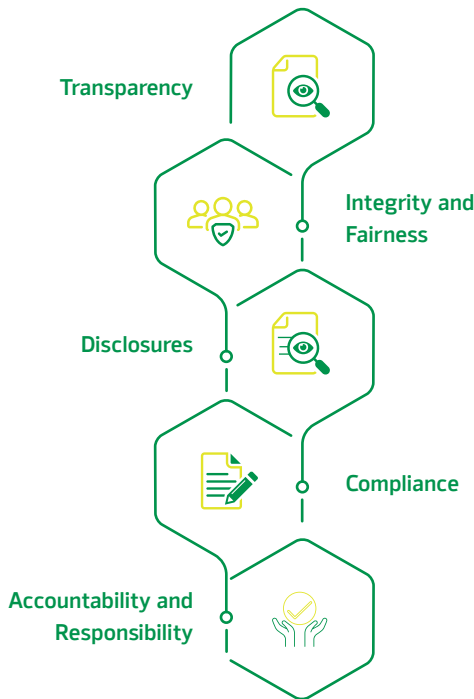 Transparency
Integrity and
Fairness
Disclosures
Compliance
Accountability and
Responsibility